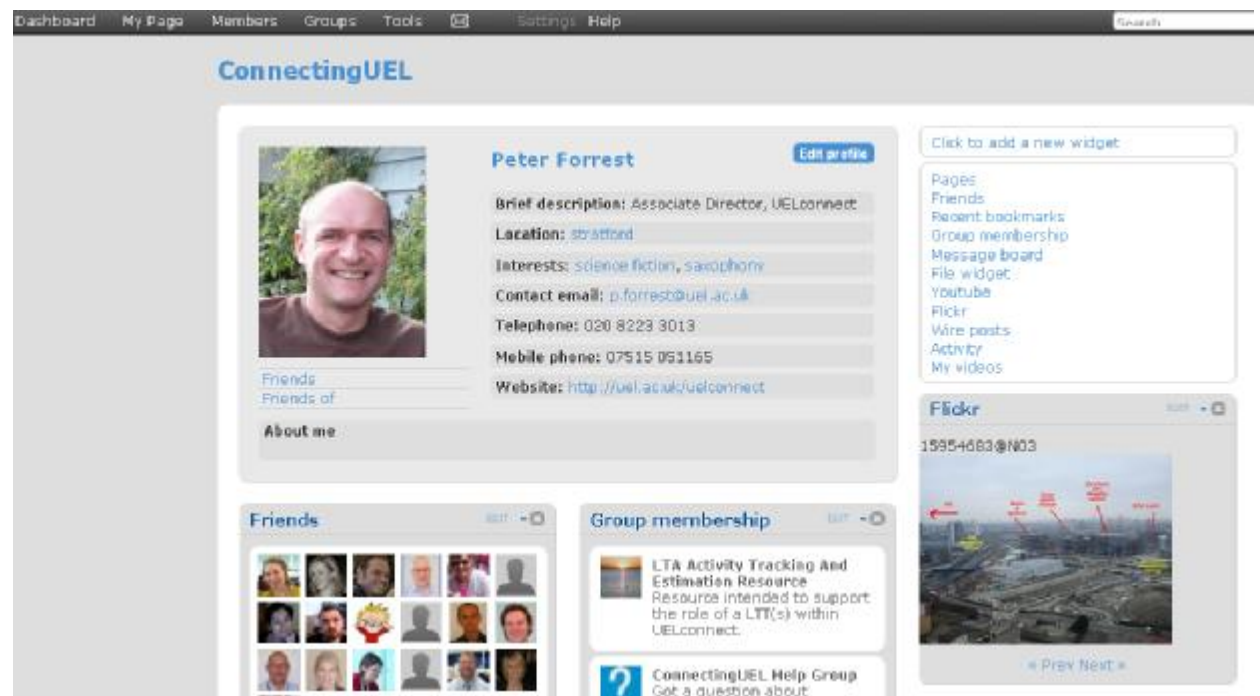 Dashboard My Page Members Groups Tools Settings Help Search
ConnectingUEL
Peter Forrest
Edit profile
Brief description: Associate Director, UELconnect
Location: stratford
Interests: science fiction, saxophony
Contact email: p.forrest@uel.ac.uk
Telephone: 020 8223 3013
Mobile phone: 07515 051165
Website: http://uel.ac.uk/uelconnect
Friends
Friends of
About me
Click to add a new widget
Pages
Friends
Recent bookmarks
Group membership
Message board
File widget
Youtube
Flickr
Wire posts
Activity
My videos
Flickr
EDIT
15954683@N03
« Prev Next »
Friends
EDIT
Group membership
EDIT
LTA Activity Tracking And
Estimation Resource
Resource intended to support
the role of a LTT(s) within
UELconnect.
ConnectingUEL Help Group
Got a question about